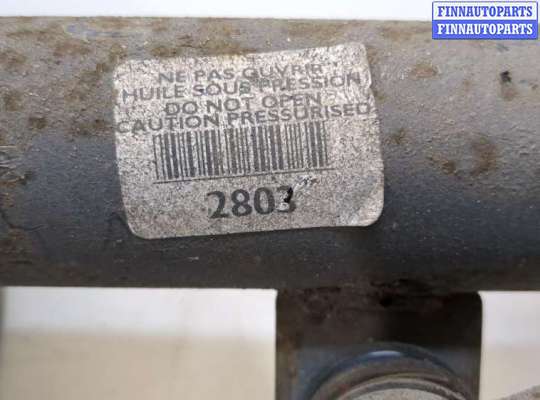 FINNAUTOPARTS
FINNAUTOPARTS
NE PAS OUVRIR
HUILE SOUS PRESSION
DO NOT OPEN
CAUTION PRESSURISED
2803